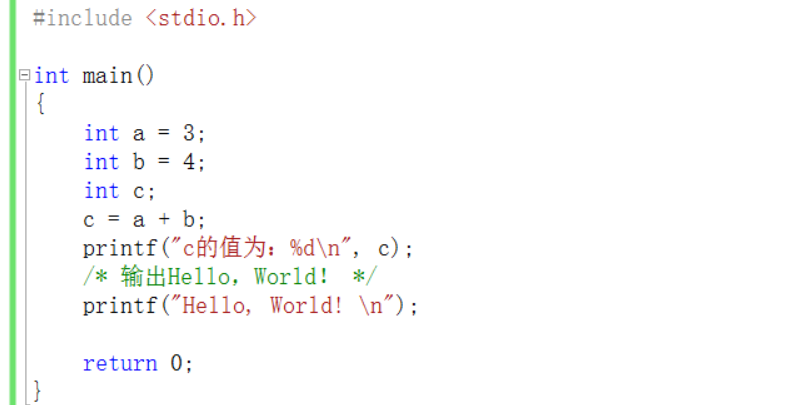 #include <stdio.h>
int main()
{
    int a = 3;
    int b = 4;
    int c;
    c = a + b;
    printf("c的值为：%d\n", c);
    /* 输出Hello，World！ */
    printf("Hello, World! \n");
    return 0;
}